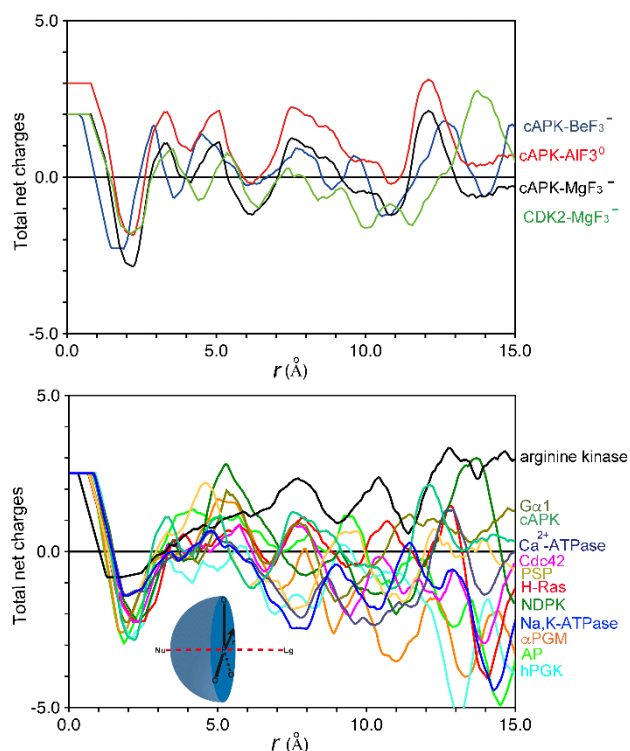 5.0
Total net charges
0.0
-5.0
0.0
5.0
10.0
15.0
r (Å)
cAPK-BeF₃⁻
cAPK-AlF3⁰
cAPK-MgF₃⁻
CDK2-MgF₃⁻
5.0
Total net charges
0.0
-5.0
0.0
5.0
10.0
15.0
r (Å)
Nu
Lg
arginine kinase
Gα1
cAPK
Ca²⁺-ATPase
Cdc42
PSP
H-Ras
NDPK
Na,K-ATPase
αPGM
AP
hPGK